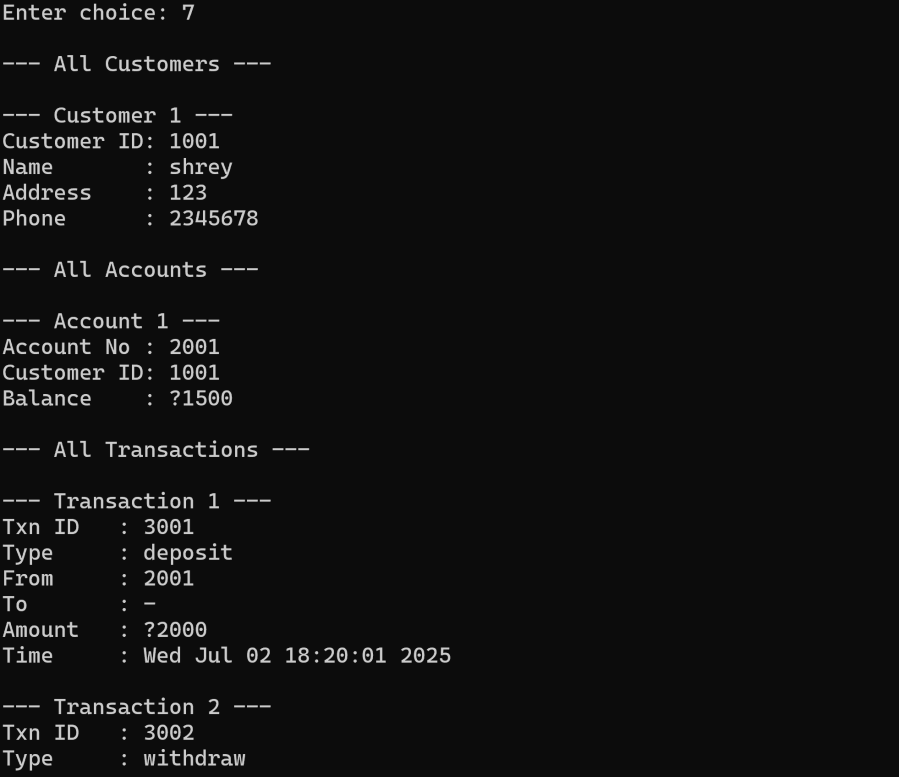 Enter choice: 7
--- All Customers ---
--- Customer 1 ---
Customer ID: 1001
Name       : shrey
Address    : 123
Phone      : 2345678
--- All Accounts ---
--- Account 1 ---
Account No : 2001
Customer ID: 1001
Balance    : ?1500
--- All Transactions ---
--- Transaction 1 ---
Txn ID   : 3001
Type     : deposit
From     : 2001
To       : -
Amount   : ?2000
Time     : Wed Jul 02 18:20:01 2025
--- Transaction 2 ---
Txn ID   : 3002
Type     : withdraw